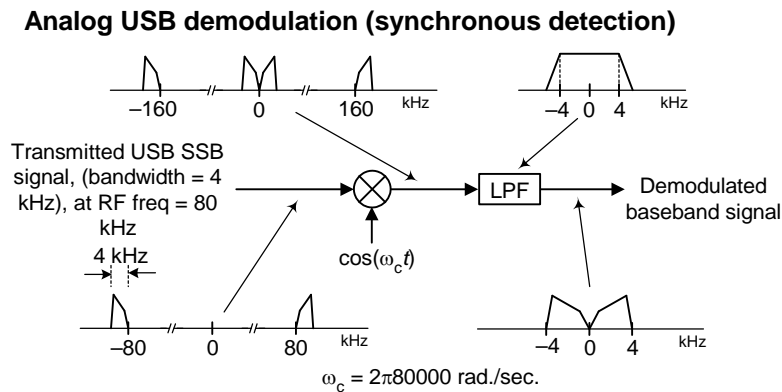 Analog USB demodulation (synchronous detection)
–160
0
160
kHz
–4
0
4
kHz
Transmitted USB SSB
signal, (bandwidth = 4
kHz), at RF freq = 80
kHz
LPF
Demodulated
baseband signal
4 kHz
cos(ωct)
–80
0
80
kHz
–4
0
4
kHz
ωc = 2π80000 rad./sec.